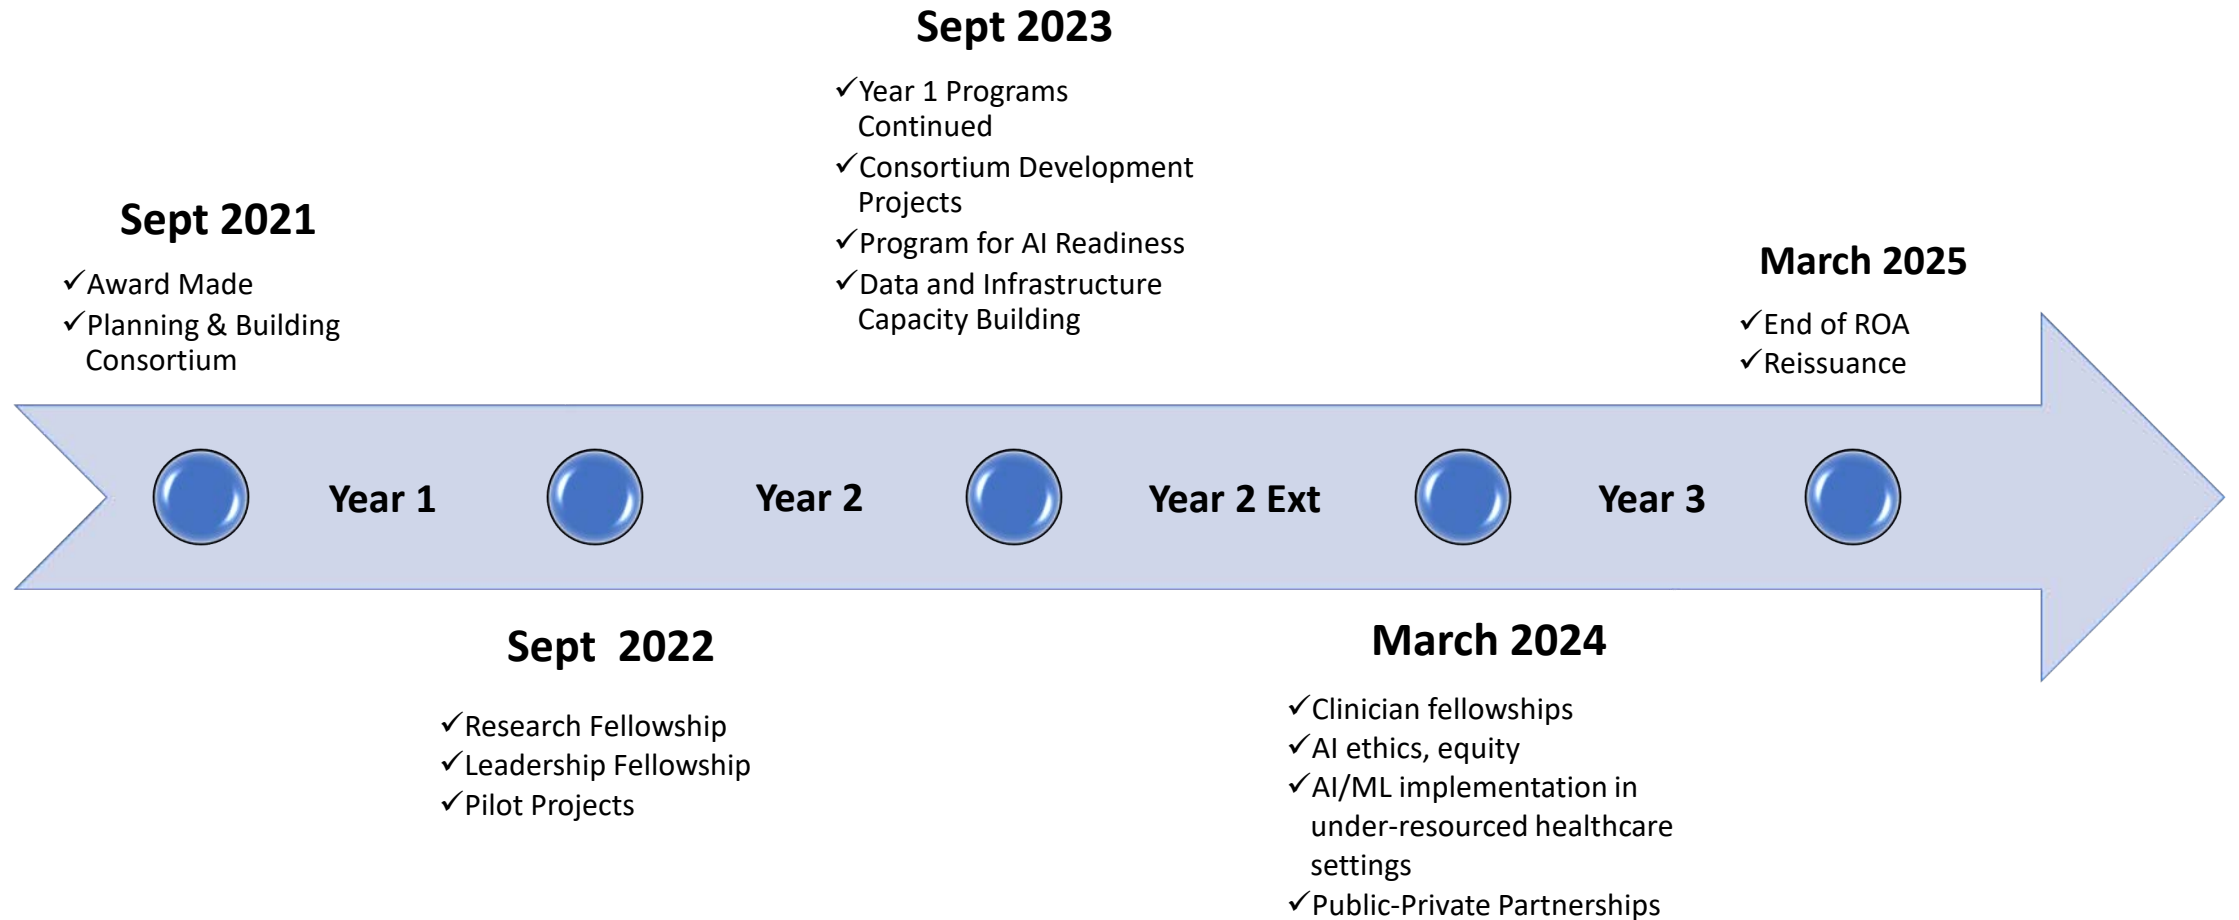 Sept 2023
✓Year 1 Programs
Continued
✓Consortium Development
Projects
✓Program for AI Readiness
✓Data and Infrastructure
Capacity Building
Sept 2021
✓Award Made
✓Planning & Building
Consortium
March 2025
✓End of ROA
✓Reissuance
Year 1
Year 2
Year 2 Ext
Year 3
Sept 2022
✓Research Fellowship
✓Leadership Fellowship
✓Pilot Projects
March 2024
✓Clinician fellowships
✓AI ethics, equity
✓AI/ML implementation in
under-resourced healthcare
settings
✓Public-Private Partnerships